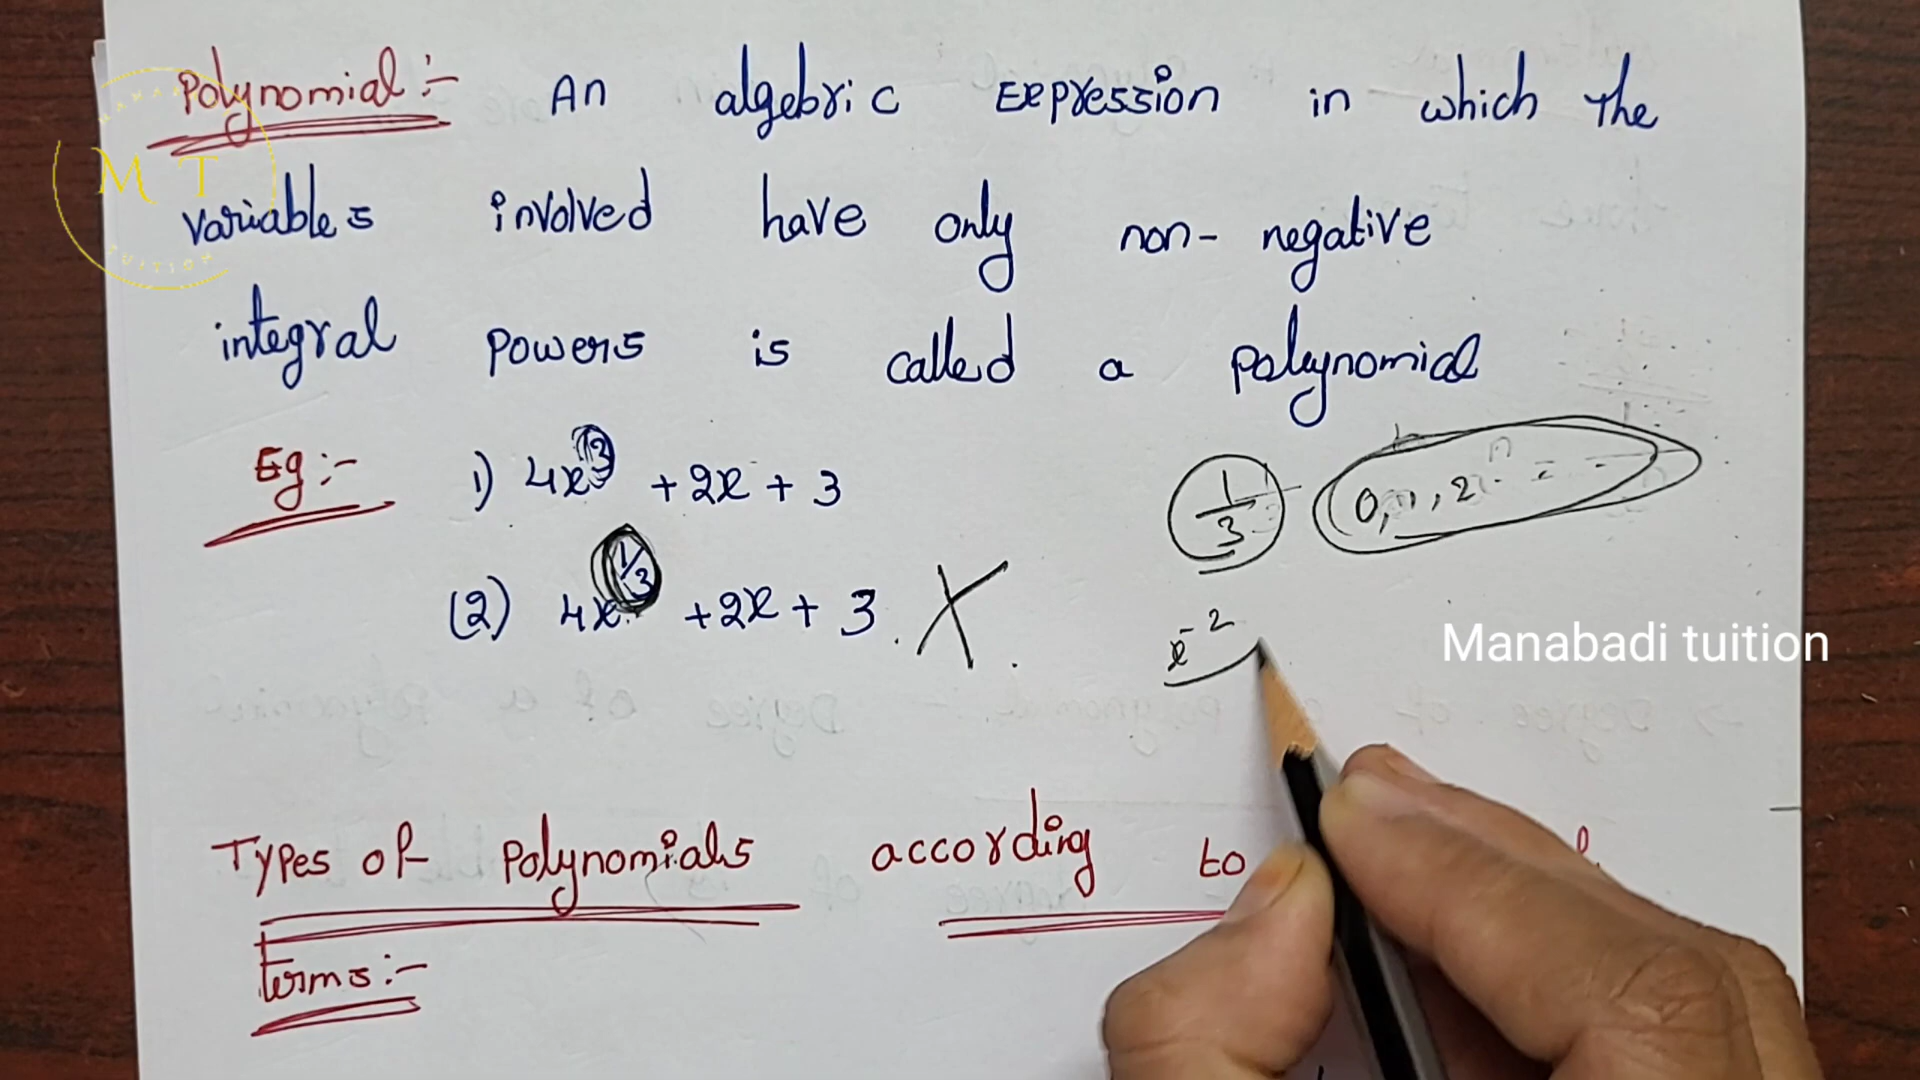 Polynomial :- An algebric Expression in which the
variables involved have only non-negative
integral powers is called a polynomial
Eg :- 1) 4x³ + 2x + 3
(2) 4x^1/3 + 2x + 3. X
1/3
0, 1, 2 - - -
x^-2
Manabadi tuition
M T
TUITION
Types of polynomials according to
terms :-